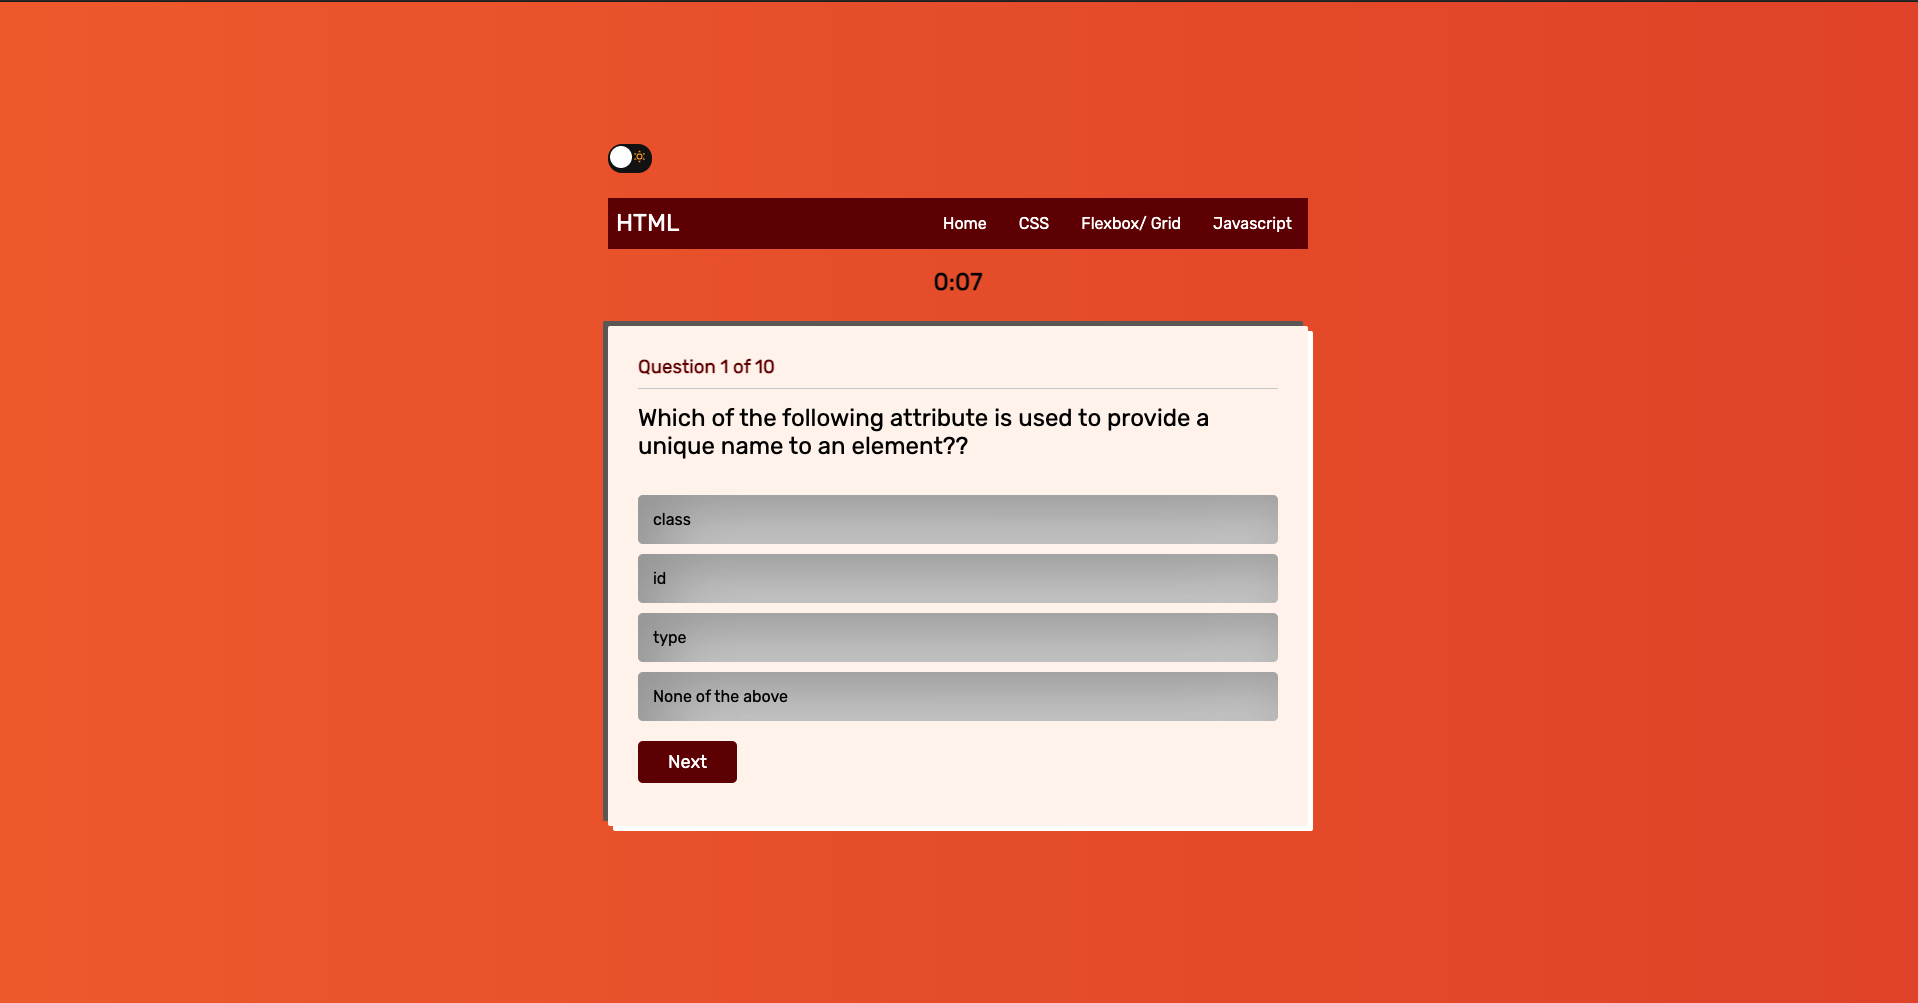 HTML
Home CSS Flexbox/ Grid Javascript
0:07
Question 1 of 10
Which of the following attribute is used to provide a
unique name to an element??
class
id
type
None of the above
Next